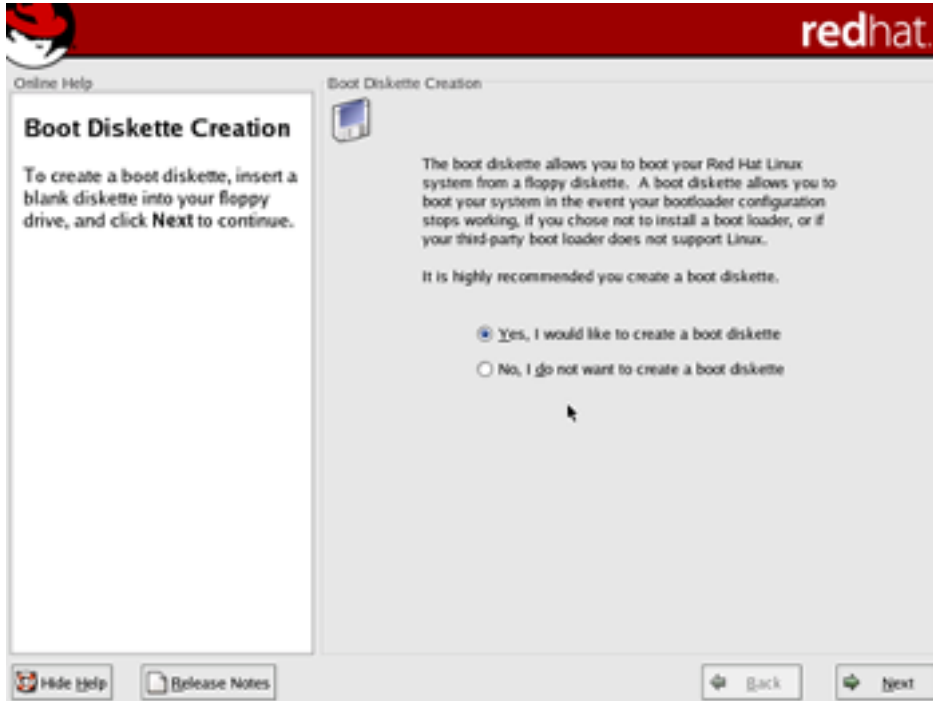 redhat.
Online Help
Boot Diskette Creation
To create a boot diskette, insert a
blank diskette into your floppy
drive, and click Next to continue.
Boot Diskette Creation
The boot diskette allows you to boot your Red Hat Linux
system from a floppy diskette.  A boot diskette allows you to
boot your system in the event your bootloader configuration
stops working, if you chose not to install a boot loader, or if
your third-party boot loader does not support Linux.
It is highly recommended you create a boot diskette.
Yes, I would like to create a boot diskette
No, I do not want to create a boot diskette
Hide Help
Release Notes
Back
Next